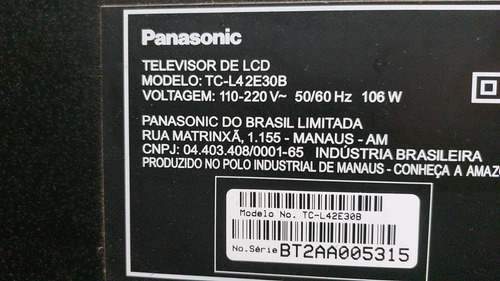 Panasonic
TELEVISOR DE LCD
MODELO: TC-L42E30B
VOLTAGEM: 110-220 V~ 50/60 Hz 106 W
PANASONIC DO BRASIL LIMITADA
RUA MATRINXÃ, 1.155 - MANAUS - AM
CNPJ: 04.403.408/0001-65 INDÚSTRIA BRASILEIRA
PRODUZIDO NO POLO INDUSTRIAL DE MANAUS - CONHEÇA A AMAZO
Modelo No. TC-L42E30B
No.Série BT2AA005315